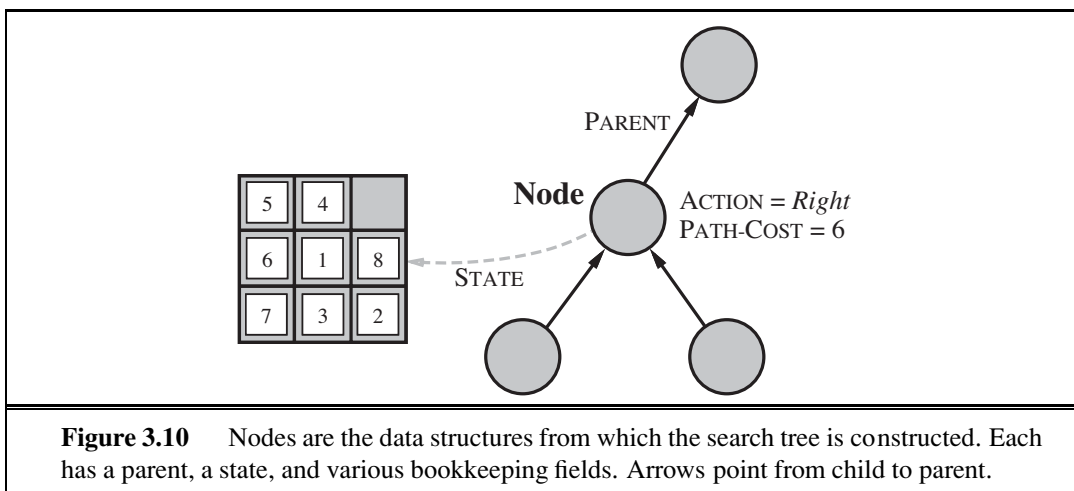 PARENT
Node
ACTION = Right
PATH-COST = 6
5 4
6 1 8
STATE
7 3 2
Figure 3.10 Nodes are the data structures from which the search tree is constructed. Each
has a parent, a state, and various bookkeeping fields. Arrows point from child to parent.